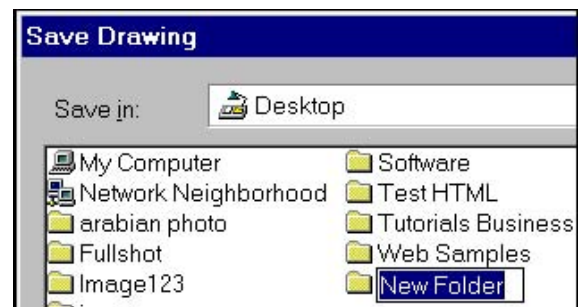 Save Drawing
Save in:
Desktop
My Computer
Network Neighborhood
arabian photo
Fullshot
Image123
Software
Test HTML
Tutorials Business
Web Samples
New Folder